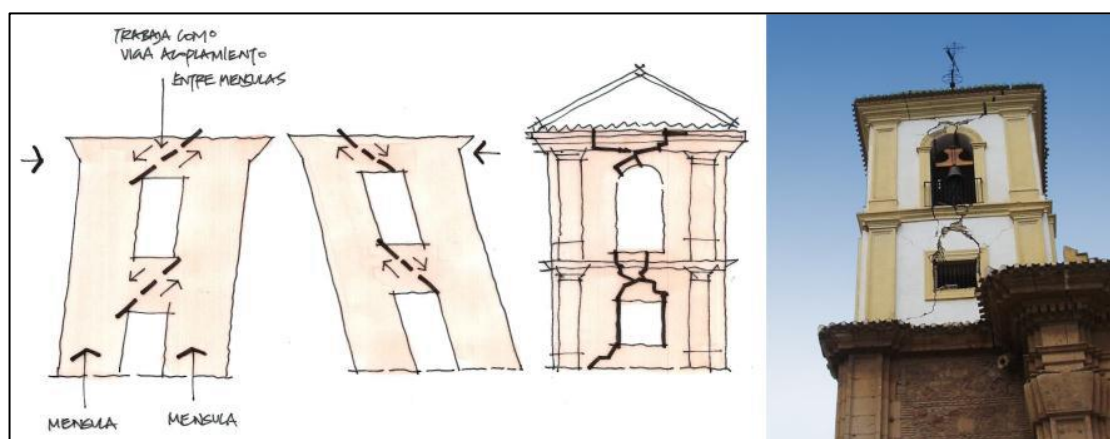 TRABAJA COMO
VIGA ACOPLAMIENTO
ENTRE MENSULAS
MENSULA
MENSULA